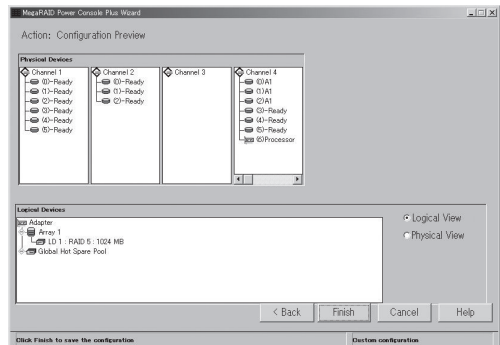 MegaRAID Power Console Plus Wizard
Action: Configuration Preview
Physical Devices
Channel 1
(0)-Ready
(1)-Ready
(2)-Ready
(3)-Ready
(4)-Ready
(5)-Ready
Channel 2
(0)-Ready
(1)-Ready
(2)-Ready
Channel 3
Channel 4
(0)A1
(1)A1
(2)A1
(3)-Ready
(4)-Ready
(5)-Ready
(6)Processor
Logical Devices
Adapter
Array 1
LD 1 : RAID 5 : 1024 MB
Global Hot Spare Pool
Logical View
Physical View
< Back Finish Cancel Help
Click Finish to save the configuration Custom configuration